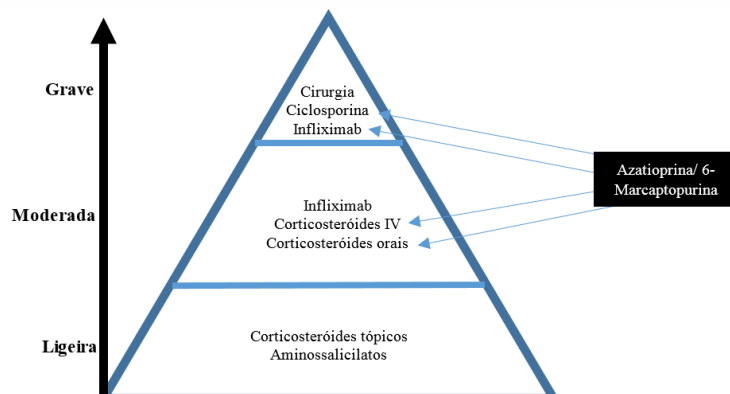 Grave
Cirurgia
Ciclosporina
Infliximab
Azatioprina/ 6-
Marcaptopurina
Moderada
Infliximab
Corticosteróides IV
Corticosteróides orais
Ligeira
Corticosteróides tópicos
Aminossalicilatos